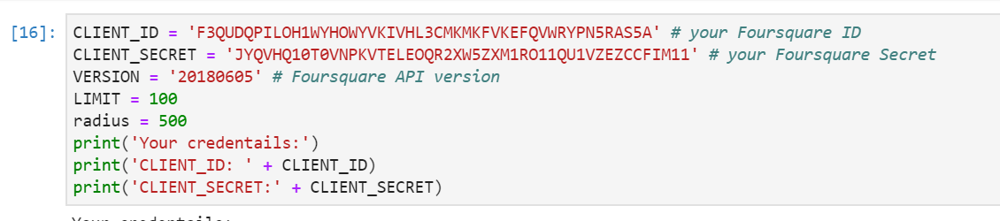 [16]: CLIENT_ID = 'F3QUDQPILOH1WYHOWYVKIVHL3CMKMKFVKEFQVWRYPN5RAS5A' # your Foursquare ID
CLIENT_SECRET = 'JYQVHQ10T0VNPKVTELEOQR2XW5ZXM1RO11QU1VZEZCCFIM11' # your Foursquare Secret
VERSION = '20180605' # Foursquare API version
LIMIT = 100
radius = 500
print('Your credentails:')
print('CLIENT_ID: ' + CLIENT_ID)
print('CLIENT_SECRET:' + CLIENT_SECRET)